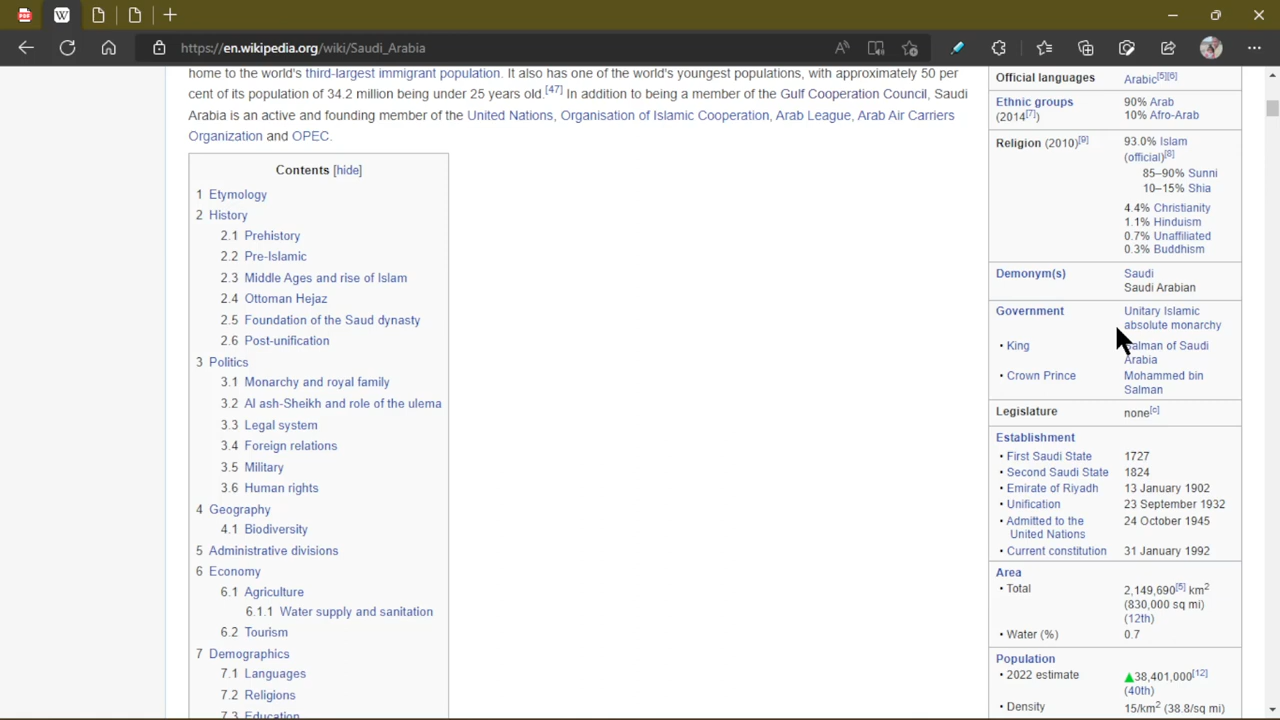 PDF
W
https://en.wikipedia.org/wiki/Saudi_Arabia
home to the world's third-largest immigrant population. It also has one of the world's youngest populations, with approximately 50 per
cent of its population of 34.2 million being under 25 years old.[47] In addition to being a member of the Gulf Cooperation Council, Saudi
Arabia is an active and founding member of the United Nations, Organisation of Islamic Cooperation, Arab League, Arab Air Carriers
Organization and OPEC.
Contents [hide]
1 Etymology
2 History
2.1 Prehistory
2.2 Pre-Islamic
2.3 Middle Ages and rise of Islam
2.4 Ottoman Hejaz
2.5 Foundation of the Saud dynasty
2.6 Post-unification
3 Politics
3.1 Monarchy and royal family
3.2 Al ash-Sheikh and role of the ulema
3.3 Legal system
3.4 Foreign relations
3.5 Military
3.6 Human rights
4 Geography
4.1 Biodiversity
5 Administrative divisions
6 Economy
6.1 Agriculture
6.1.1 Water supply and sanitation
6.2 Tourism
7 Demographics
7.1 Languages
7.2 Religions
7.3 Education
Official languages Arabic[5][6]
Ethnic groups 90% Arab
(2014[7]) 10% Afro-Arab
Religion (2010)[9] 93.0% Islam
(official)[8]
85–90% Sunni
10–15% Shia
4.4% Christianity
1.1% Hinduism
0.7% Unaffiliated
0.3% Buddhism
Demonym(s) Saudi
Saudi Arabian
Government Unitary Islamic
absolute monarchy
• King Salman of Saudi
Arabia
• Crown Prince Mohammed bin
Salman
Legislature none[c]
Establishment
• First Saudi State 1727
• Second Saudi State 1824
• Emirate of Riyadh 13 January 1902
• Unification 23 September 1932
• Admitted to the 24 October 1945
United Nations
• Current constitution 31 January 1992
Area
• Total 2,149,690[5] km2
(830,000 sq mi)
(12th)
• Water (%) 0.7
Population
• 2022 estimate ▲38,401,000[12]
(40th)
• Density 15/km2 (38.8/sq mi)